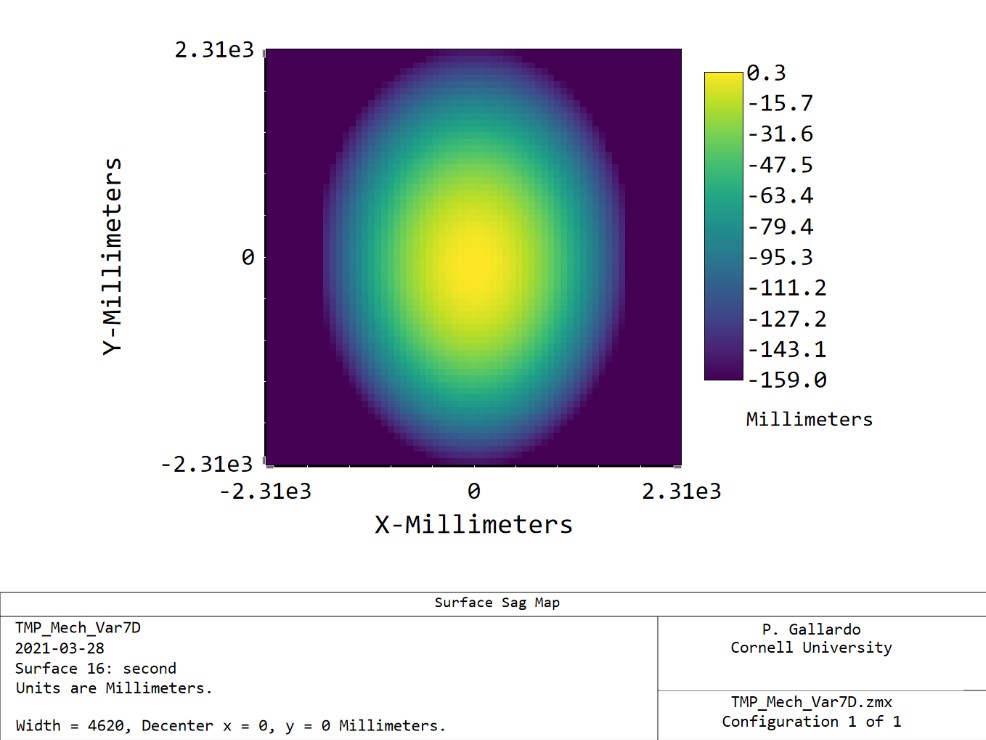 2.31e3
0
-2.31e3
Y-Millimeters
-2.31e3
0
2.31e3
X-Millimeters
0.3
-15.7
-31.6
-47.5
-63.4
-79.4
-95.3
-111.2
-127.2
-143.1
-159.0
Millimeters
Surface Sag Map
TMP_Mech_Var7D
2021-03-28
Surface 16: second
Units are Millimeters.
Width = 4620, Decenter x = 0, y = 0 Millimeters.
P. Gallardo
Cornell University
TMP_Mech_Var7D.zmx
Configuration 1 of 1